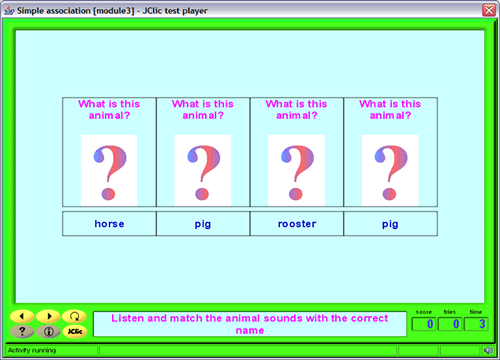 Simple association [module3] - JClic test player
What is this animal? What is this animal? What is this animal? What is this animal?
? ? ? ?
horse pig rooster pig
Listen and match the animal sounds with the correct
name
JClic
score tries time
0 0 3
Activity running